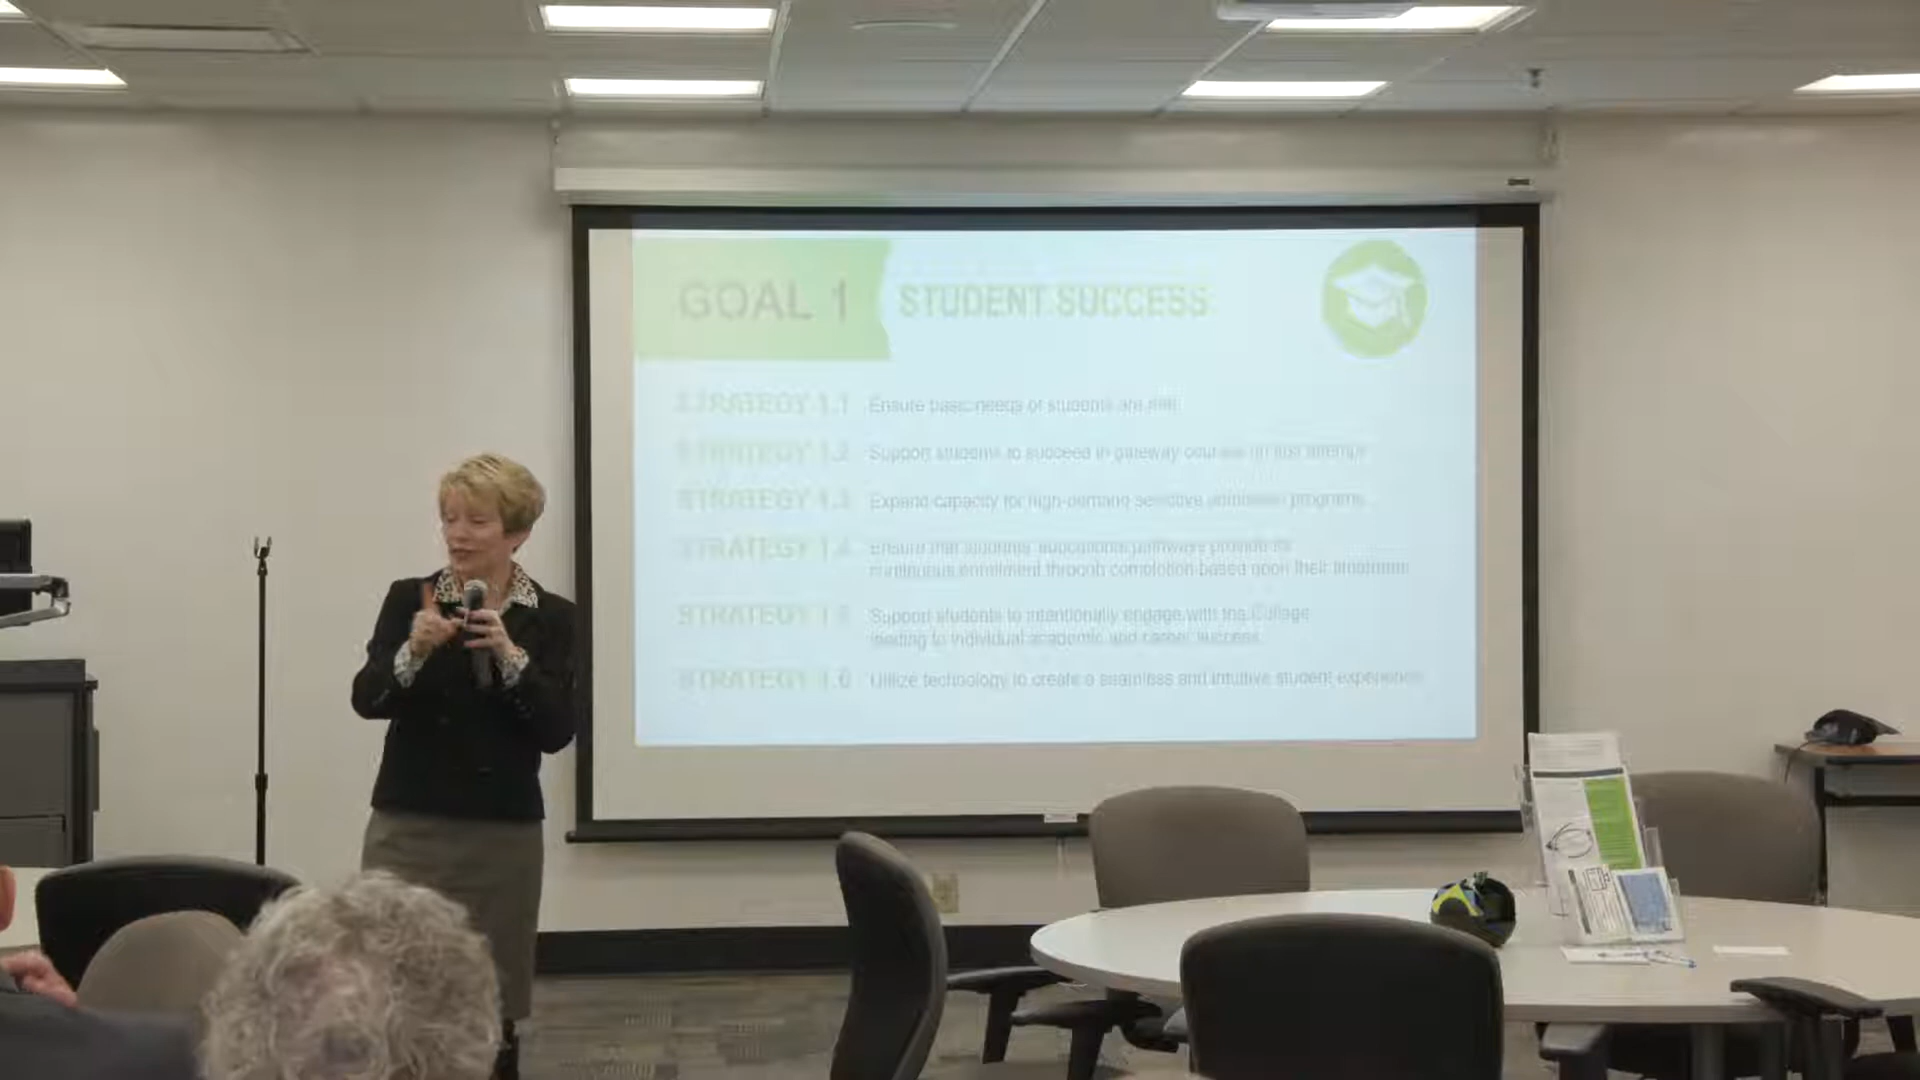 GOAL 1 STUDENT SUCCESS
STRATEGY 1.1 Ensure basic needs of students are met
STRATEGY 1.2 Support students to succeed in gateway courses on first attempt
STRATEGY 1.3 Expand capacity for high-demand selective admission programs
STRATEGY 1.4 Ensure that students' educational pathways provide for
continuous enrollment through completion based upon their timeframe
STRATEGY 1.5 Support students to intentionally engage with the College
leading to individual academic and career success
STRATEGY 1.6 Utilize technology to create a seamless and intuitive student experience